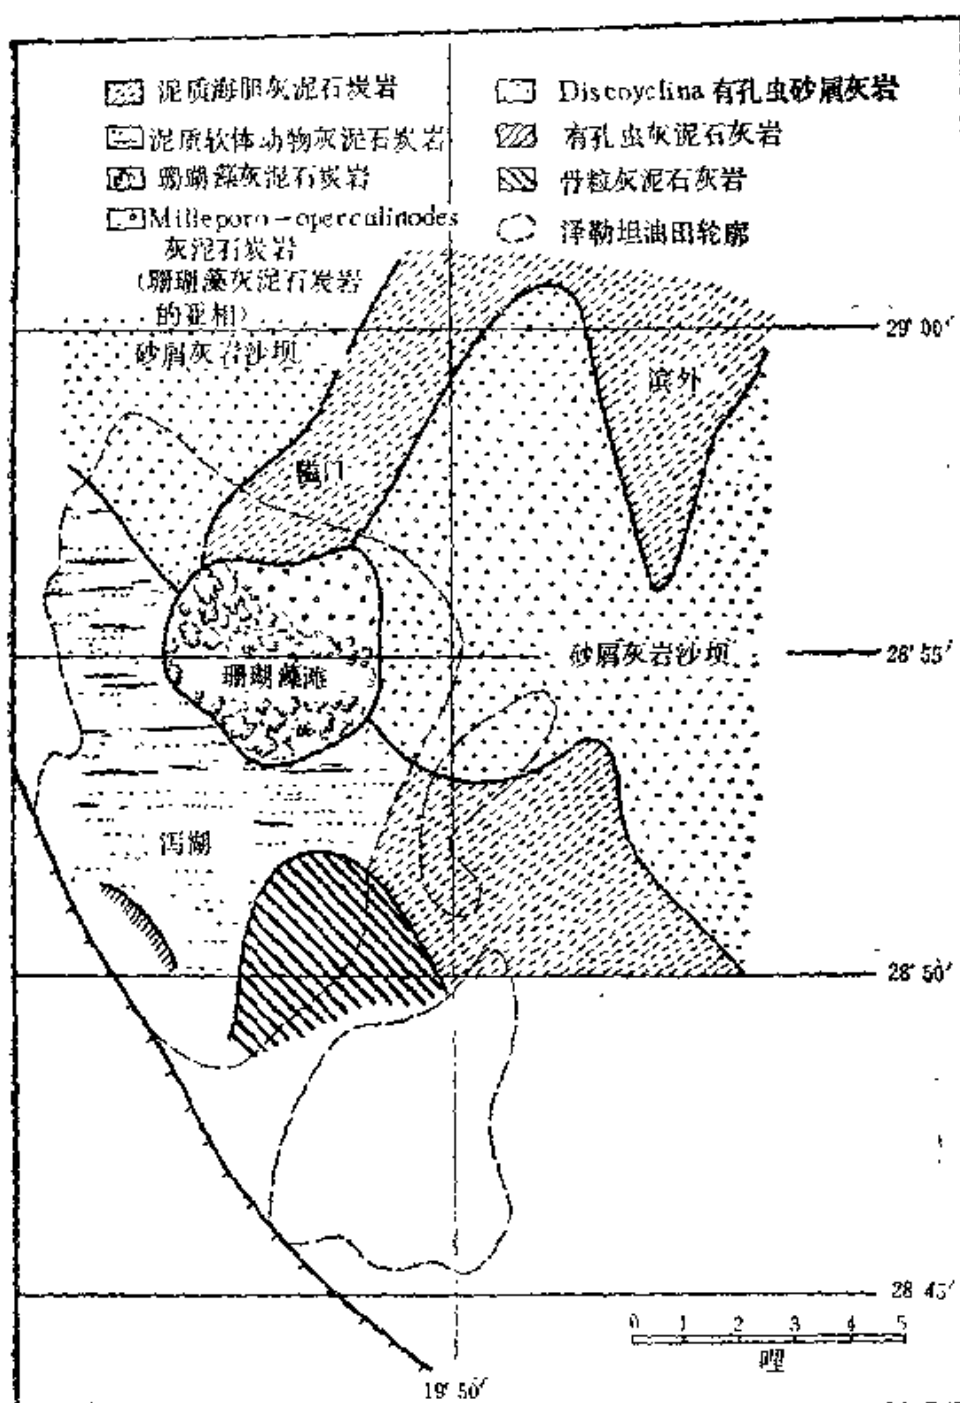 泥质海胆灰泥石炭岩
泥质软体动物灰泥石炭岩
珊瑚藻灰泥石炭岩
Millepora-operculinodes
灰泥石炭岩
(珊瑚藻灰泥石炭岩
的亚相)
Discoyclina 有孔虫砂屑灰岩
有孔虫灰泥石灰岩
骨粒灰泥石灰岩
泽勒坦油田轮廓
29° 00′
砂屑灰岩沙坝
滨外
隘门
砂屑灰岩沙坝
28° 55′
珊瑚藻滩
泻湖
28° 50′
28 45′
0 1 2 3 4 5
哩
19° 50′